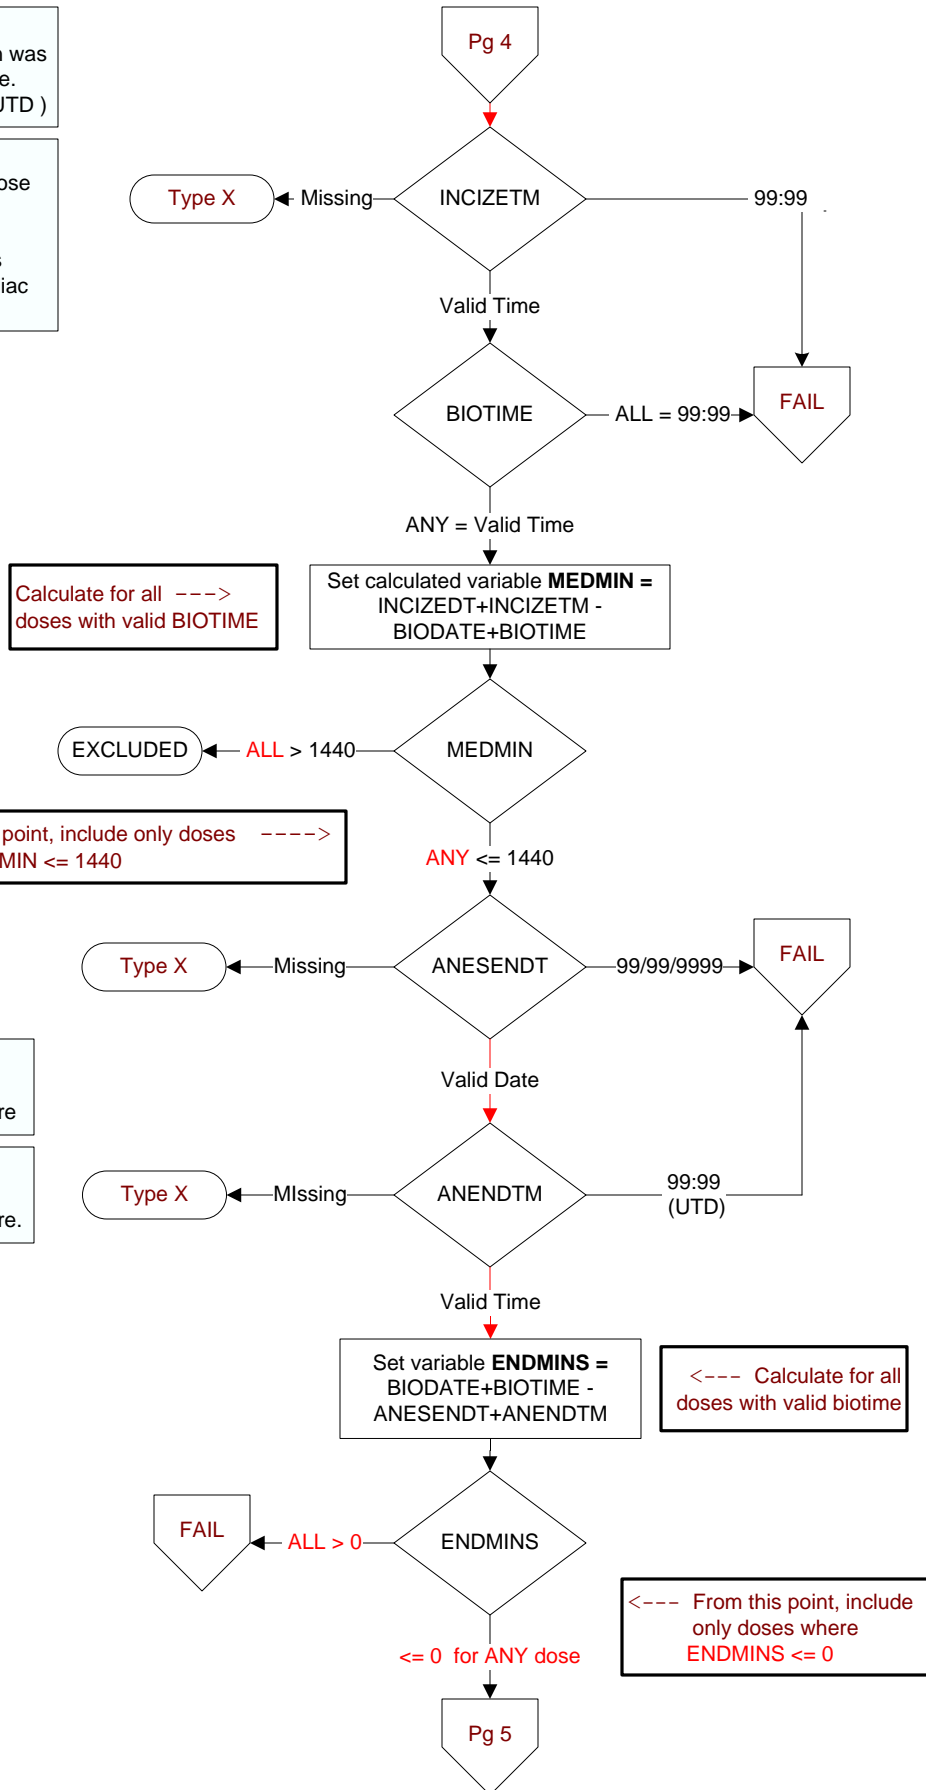 was
e.
UTD )
Pg 4
ose
s
iac
Type X
Missing
INCIZETM
99:99
Valid Time
BIOTIME
ALL = 99:99
FAIL
ANY = Valid Time
Calculate for all --->
doses with valid BIOTIME
Set calculated variable MEDMIN =
INCIZEDT+INCIZETM -
BIODATE+BIOTIME
EXCLUDED
ALL > 1440
MEDMIN
point, include only doses ---->
MIN <= 1440
ANY <= 1440
Type X
Missing
ANESENDT
99/99/9999
FAIL
Valid Date
re
re.
Type X
MIssing
ANENDTM
99:99
(UTD)
Valid Time
Set variable ENDMINS =
BIODATE+BIOTIME -
ANESENDT+ANENDTM
<--- Calculate for all
doses with valid biotime
FAIL
ALL > 0
ENDMINS
<--- From this point, include
only doses where
ENDMINS <= 0
<= 0 for ANY dose
Pg 5